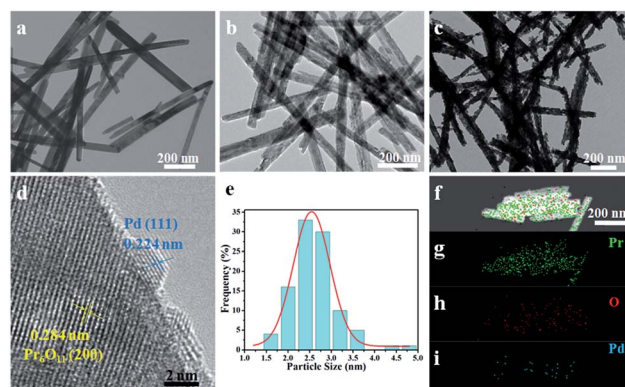 a
200 nm
b
200 nm
c
200 nm
d
Pd (111)
0.224 nm
0.284 nm
Pr6O11 (200)
2 nm
e
Frequency (%)
35
30
25
20
15
10
5
0
1.0 1.5 2.0 2.5 3.0 3.5 4.0 4.5 5.0
Particle Size (nm)
f
200 nm
g
Pr
h
O
i
Pd